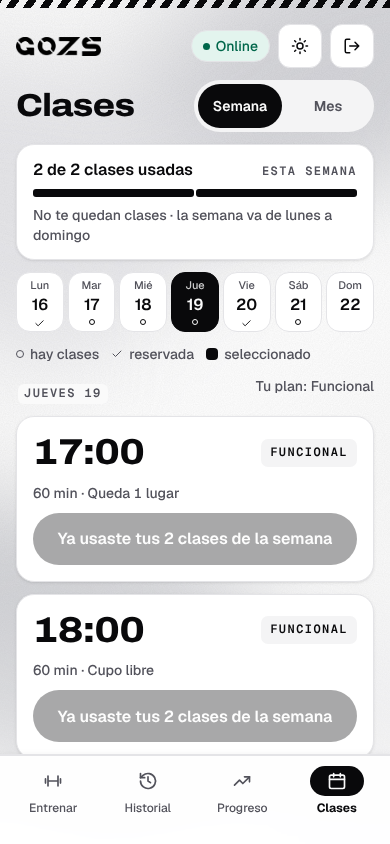 GOZS
Online
Clases
Semana
Mes
2 de 2 clases usadas
ESTA SEMANA
No te quedan clases · la semana va de lunes a
domingo
Lun
Mar
Mié
Jue
Vie
Sáb
Dom
16
17
18
19
20
21
22
hay clases
reservada
seleccionado
JUEVES 19
Tu plan: Funcional
17:00
FUNCIONAL
60 min · Queda 1 lugar
Ya usaste tus 2 clases de la semana
18:00
FUNCIONAL
60 min · Cupo libre
Ya usaste tus 2 clases de la semana
Entrenar
Historial
Progreso
Clases